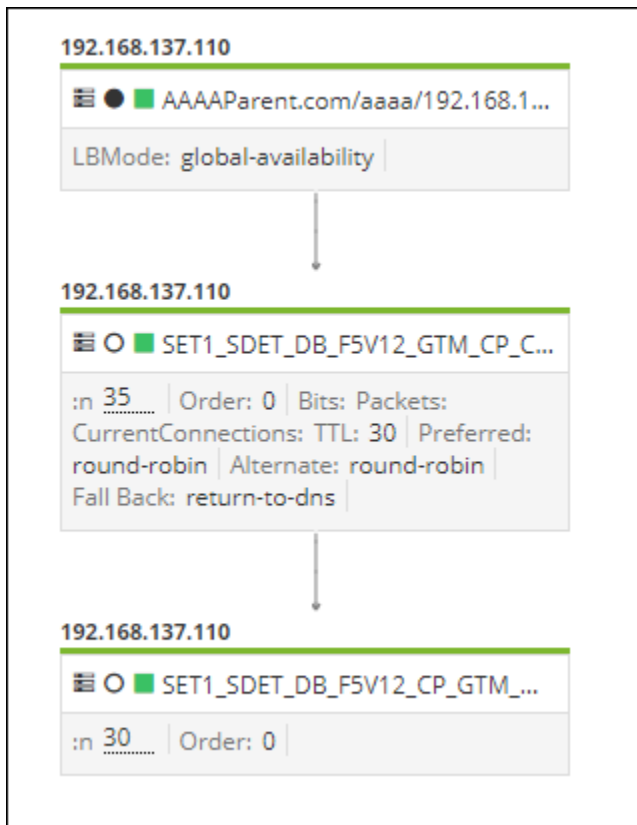 192.168.137.110
AAAAParent.com/aaaa/192.168.1...
LBMode: global-availability
192.168.137.110
SET1_SDET_DB_F5V12_GTM_CP_C...
:n 35 Order: 0 Bits: Packets:
CurrentConnections: TTL: 30 Preferred:
round-robin Alternate: round-robin
Fall Back: return-to-dns
192.168.137.110
SET1_SDET_DB_F5V12_CP_GTM_...
:n 30 Order: 0